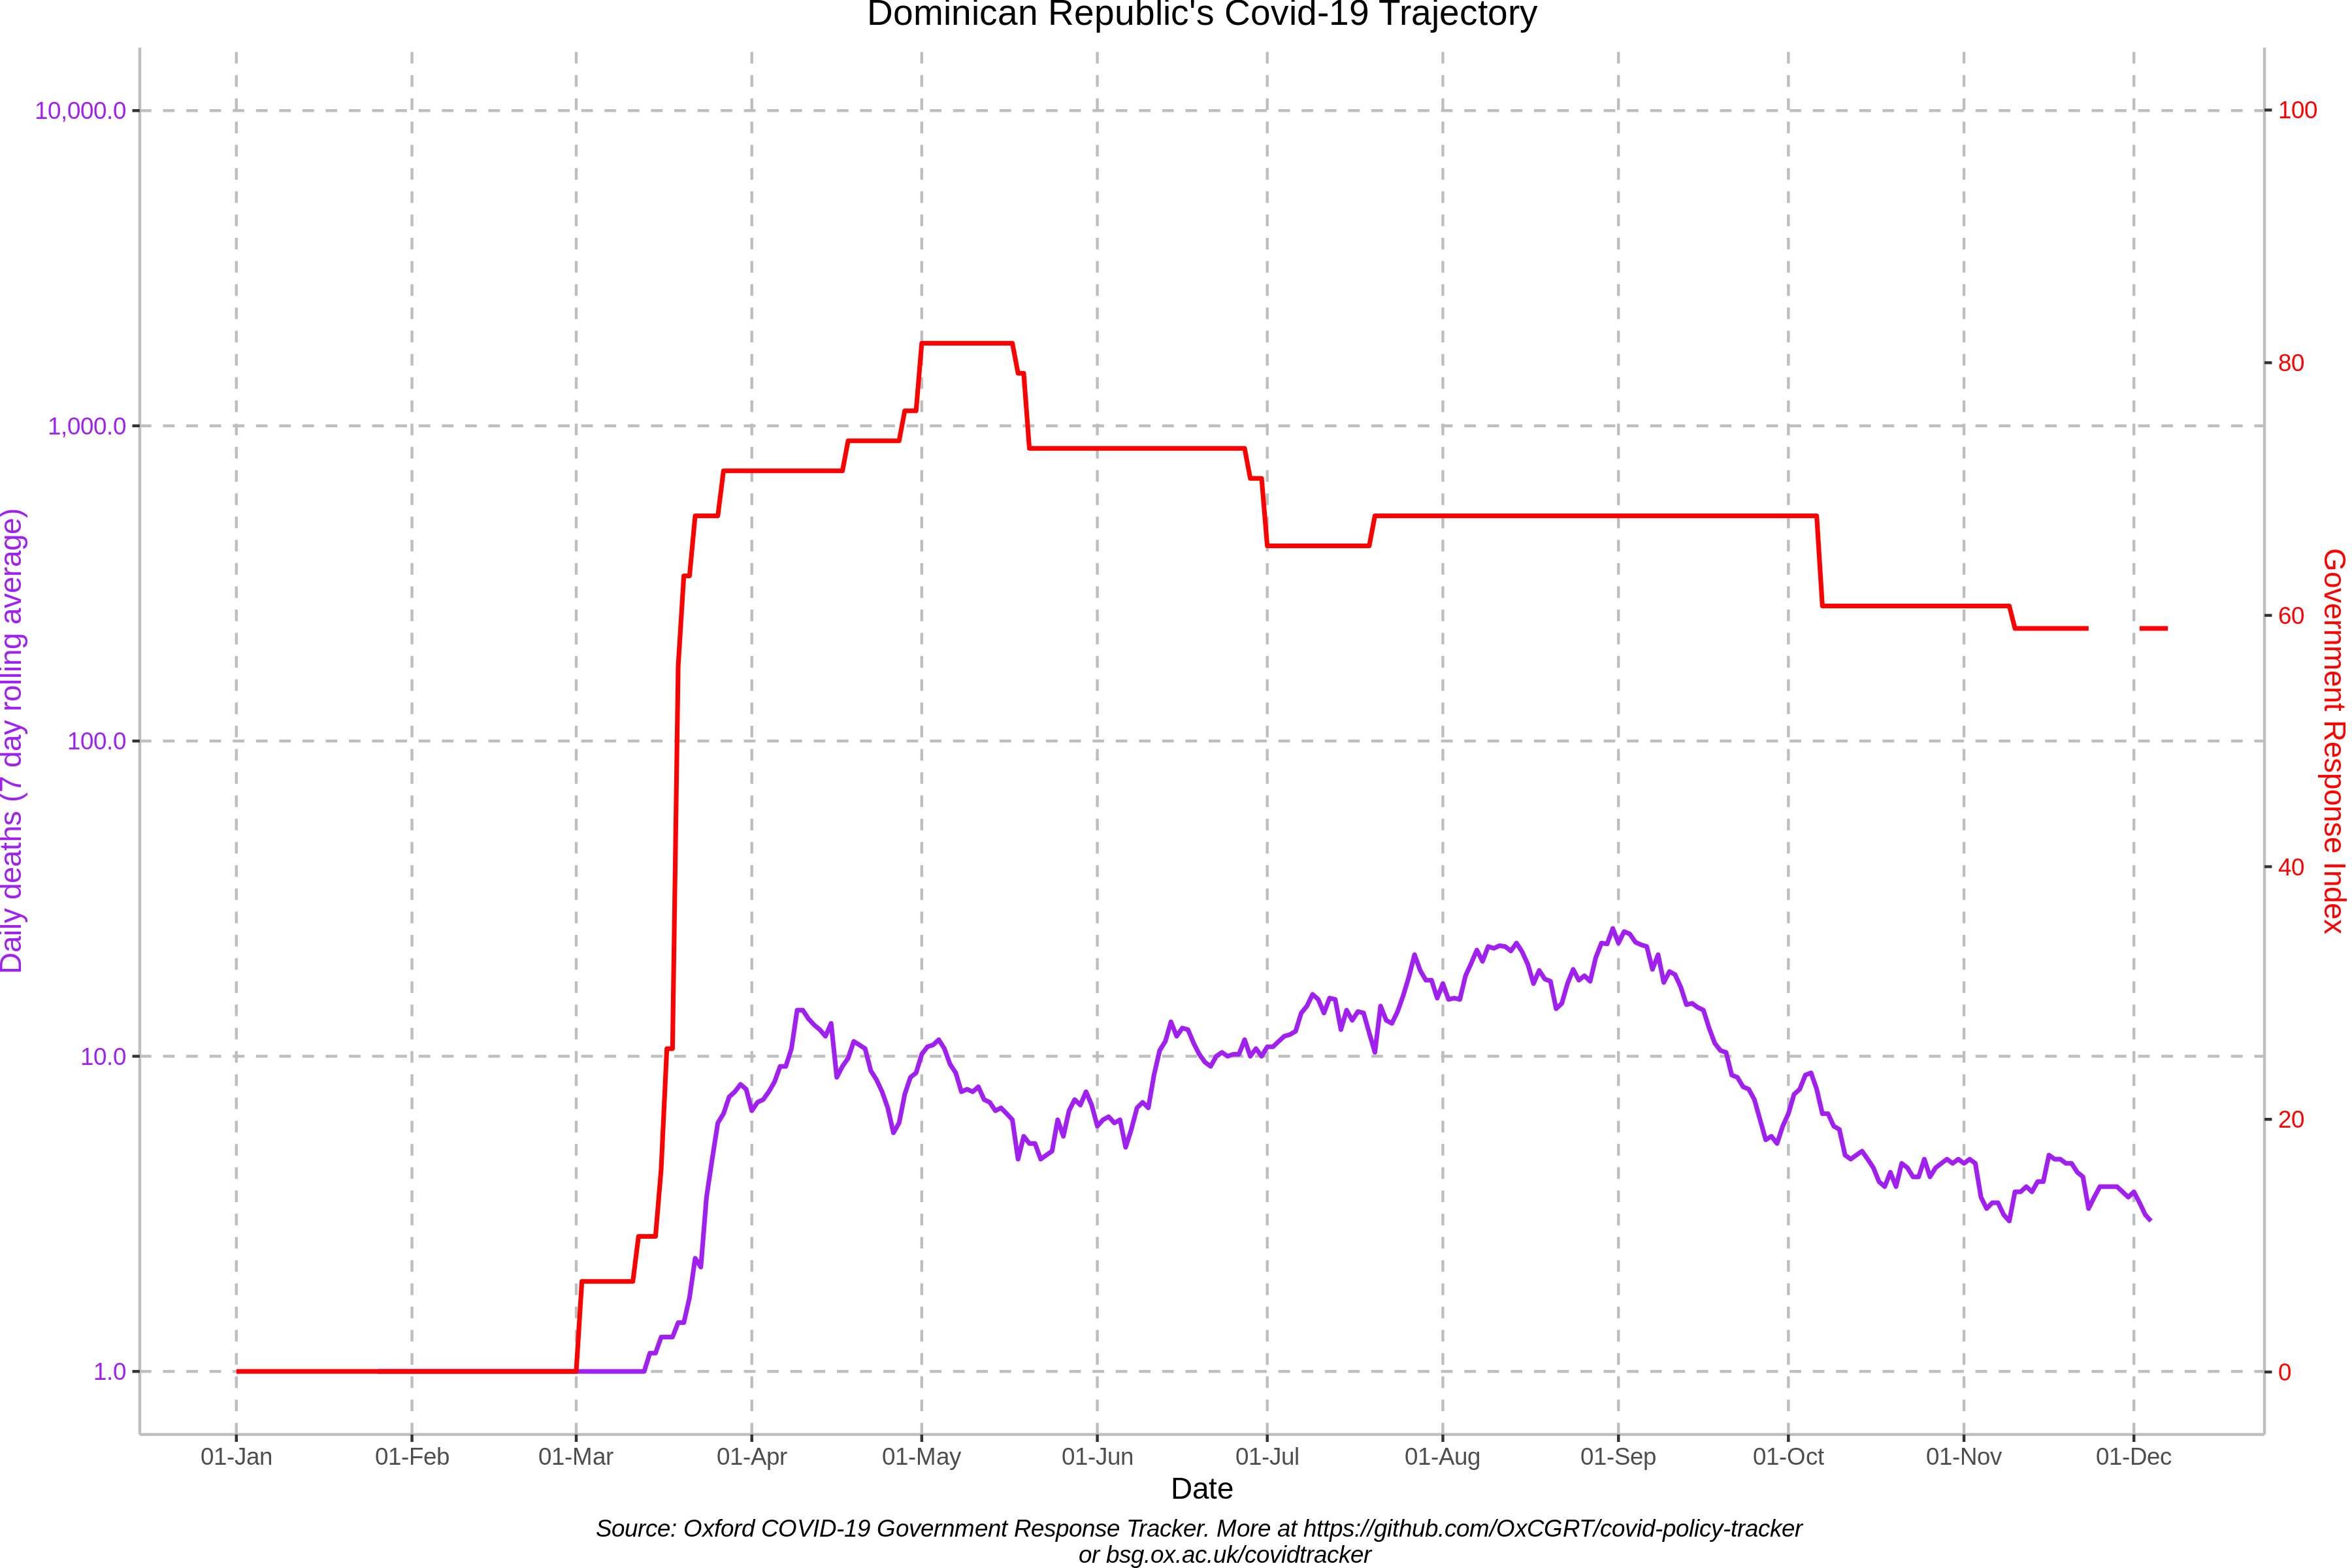 Dominican Republic's Covid-19 Trajectory
10,000.0
1,000.0
100.0
10.0
1.0
Daily deaths (7 day rolling average)
100
80
60
40
20
0
Government Response Index
01-Jan 01-Feb 01-Mar 01-Apr 01-May 01-Jun 01-Jul 01-Aug 01-Sep 01-Oct 01-Nov 01-Dec
Date
Source: Oxford COVID-19 Government Response Tracker. More at https://github.com/OxCGRT/covid-policy-tracker
or bsg.ox.ac.uk/covidtracker